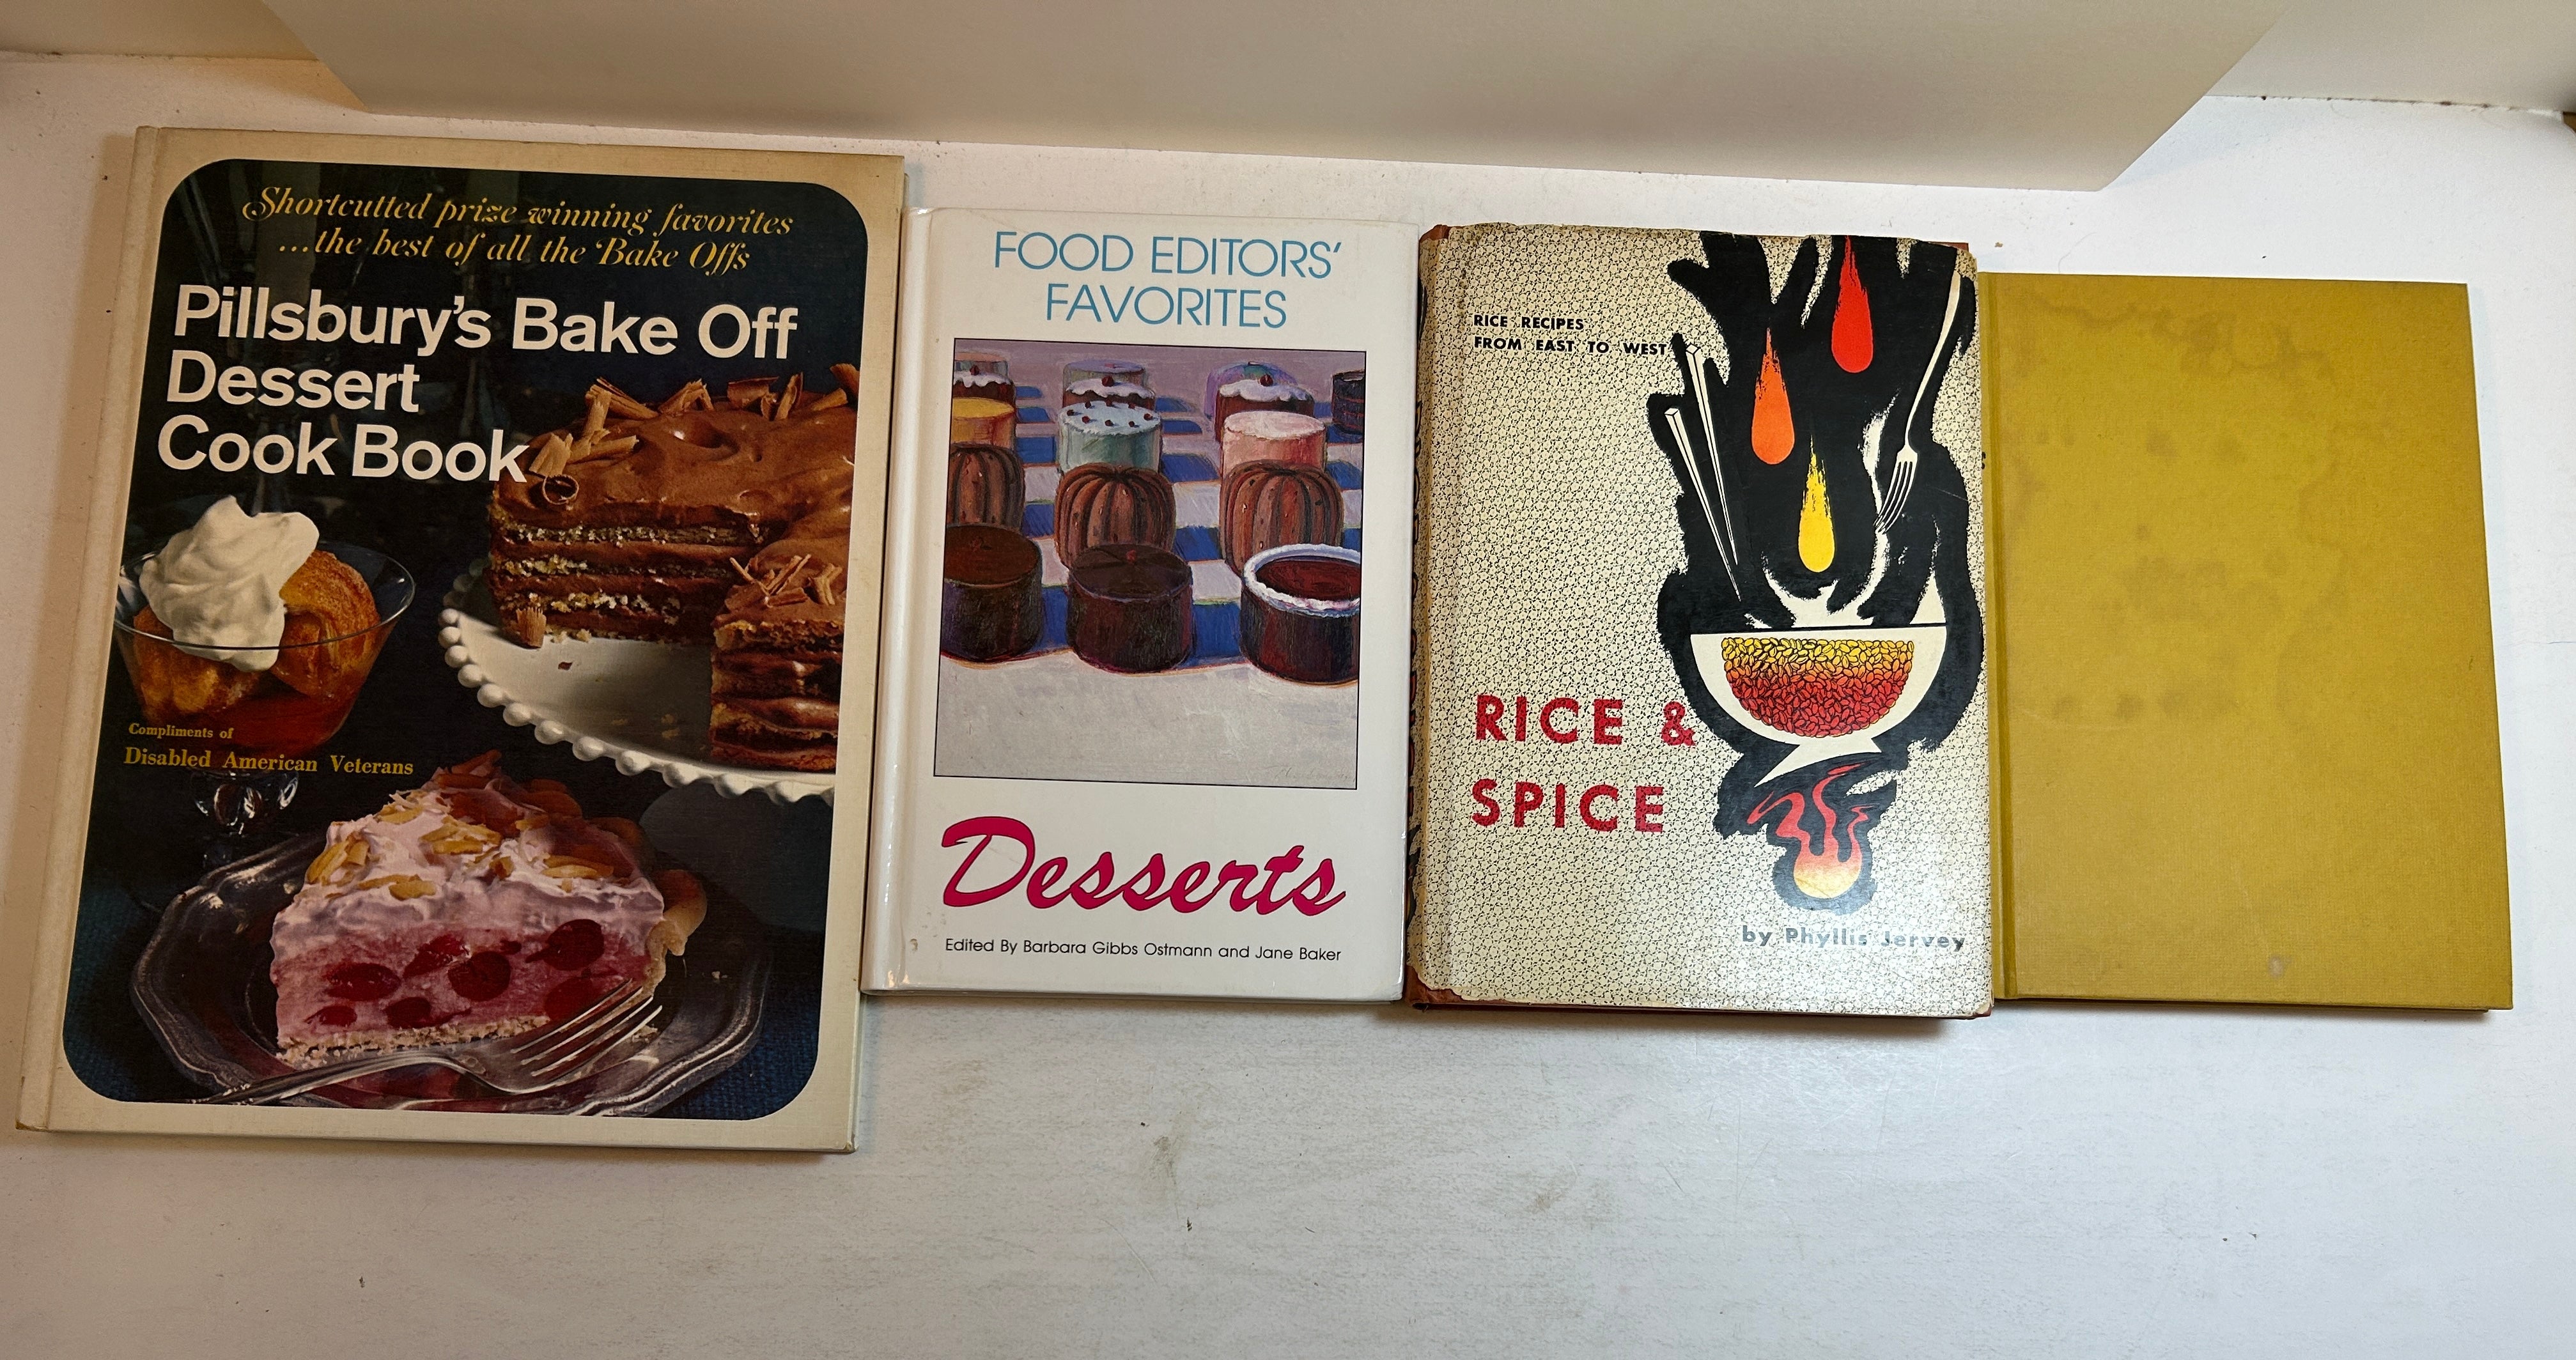 Shortcutted prize winning favorites
...the best of all the Bake Offs
Pillsbury's Bake Off
Dessert
Cook Book
Compliments of
Disabled American Veterans
FOOD EDITORS'
FAVORITES
Desserts
Edited By Barbara Gibbs Ostmann and Jane Baker
RICE RECIPES
FROM EAST TO WEST
RICE &
SPICE
by Phyllis Jervey